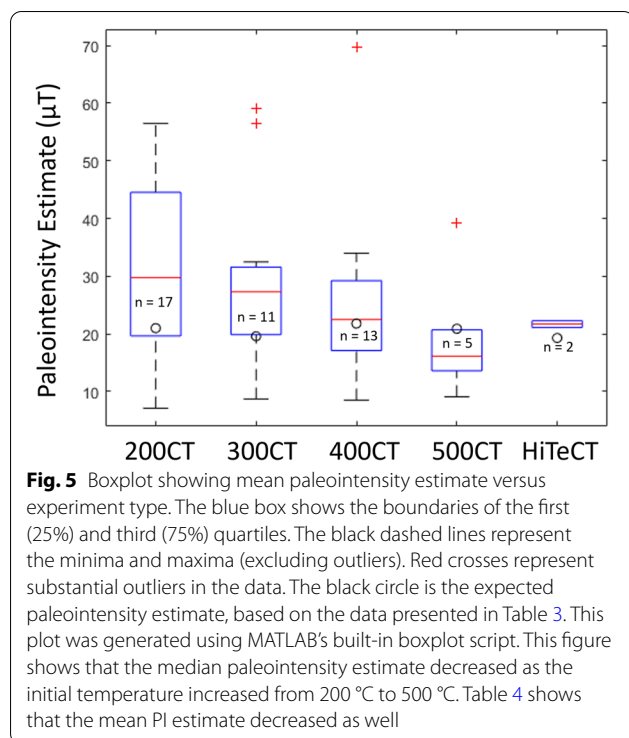 70
60
50
40
30
20
10
Paleointensity Estimate (μT)
n = 17
n = 11
n = 13
n = 5
n = 2
200CT 300CT 400CT 500CT HiTeCT
Fig. 5 Boxplot showing mean paleointensity estimate versus
experiment type. The blue box shows the boundaries of the first
(25%) and third (75%) quartiles. The black dashed lines represent
the minima and maxima (excluding outliers). Red crosses represent
substantial outliers in the data. The black circle is the expected
paleointensity estimate, based on the data presented in Table 3. This
plot was generated using MATLAB's built-in boxplot script. This figure
shows that the median paleointensity estimate decreased as the
initial temperature increased from 200 °C to 500 °C. Table 4 shows
that the mean PI estimate decreased as well